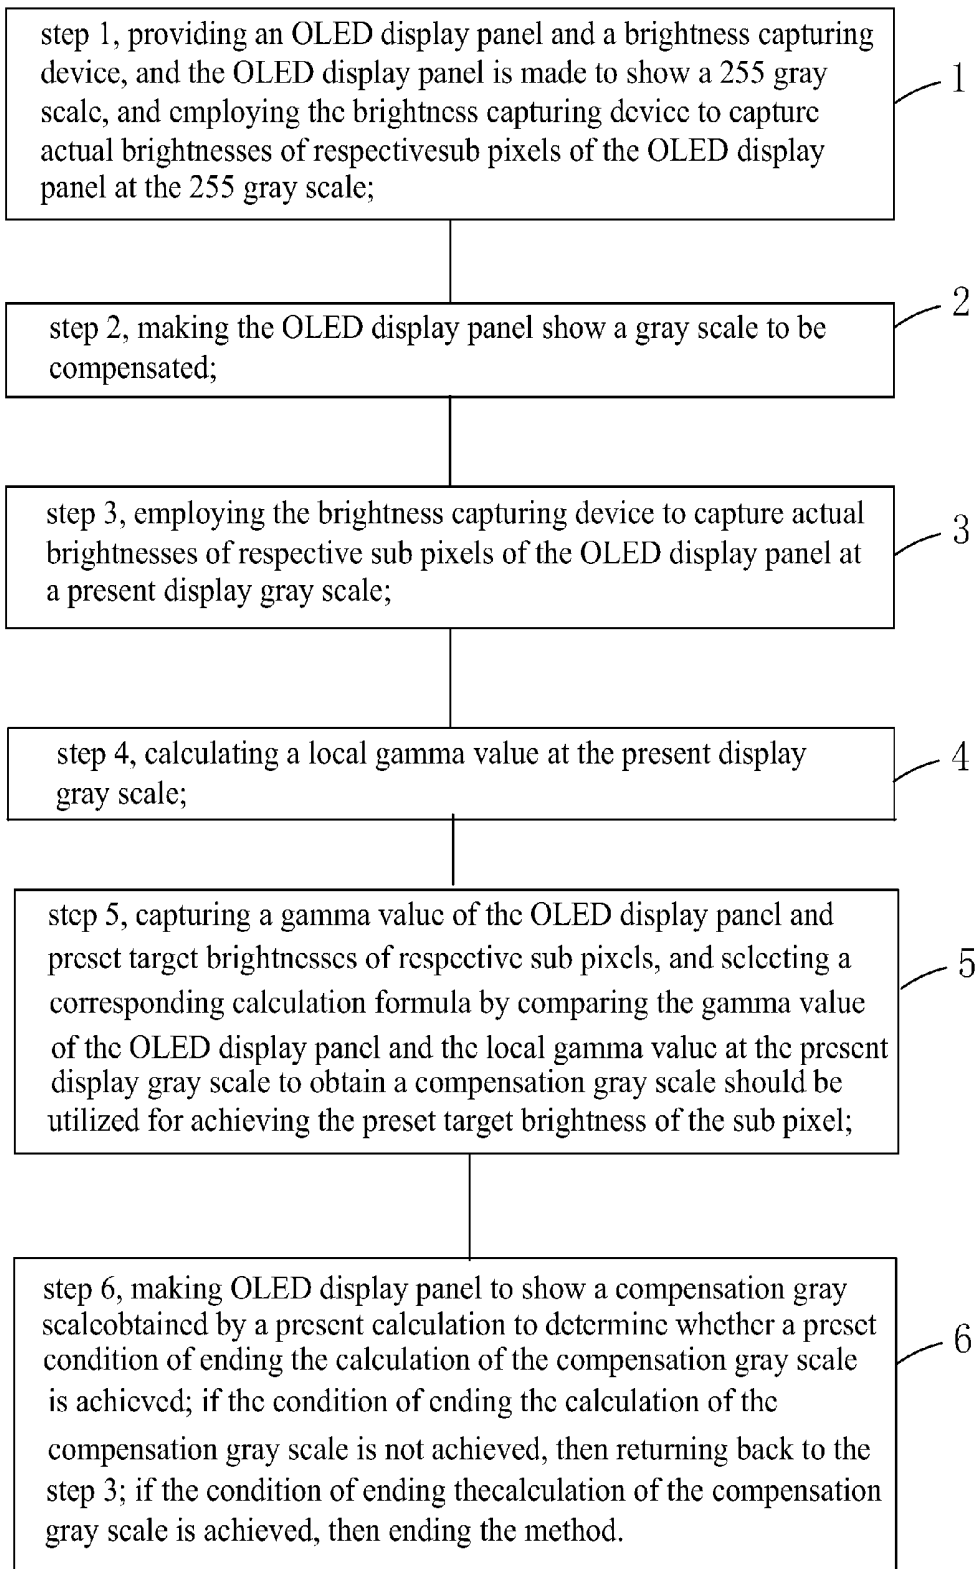 step 1, providing an OLED display panel and a brightness capturing
device, and the OLED display panel is made to show a 255 gray
scale, and employing the brightness capturing device to capture
actual brightnesses of respectivesub pixels of the OLED display
panel at the 255 gray scale;
1
step 2, making the OLED display panel show a gray scale to be
compensated;
2
step 3, employing the brightness capturing device to capture actual
brightnesses of respective sub pixels of the OLED display panel at
a present display gray scale;
3
step 4, calculating a local gamma value at the present display
gray scale;
4
step 5, capturing a gamma value of the OLED display panel and
preset target brightnesses of respective sub pixels, and selecting a
corresponding calculation formula by comparing the gamma value
of the OLED display panel and the local gamma value at the present
display gray scale to obtain a compensation gray scale should be
utilized for achieving the preset target brightness of the sub pixel;
5
step 6, making OLED display panel to show a compensation gray
scaleobtained by a present calculation to determine whether a preset
condition of ending the calculation of the compensation gray scale
is achieved; if the condition of ending the calculation of the
compensation gray scale is not achieved, then returning back to the
step 3; if the condition of ending thecalculation of the compensation
gray scale is achieved, then ending the method.
6